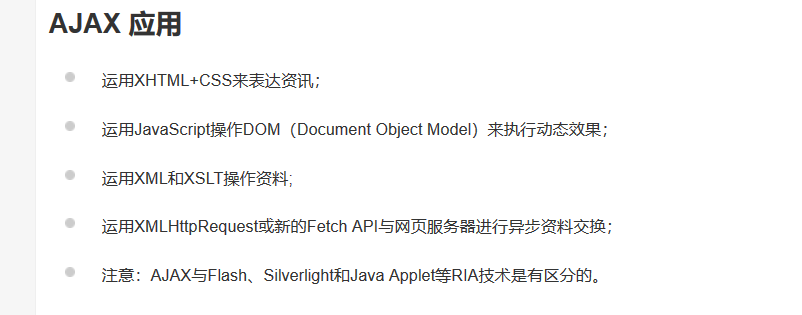 AJAX 应用
运用XHTML+CSS来表达资讯；
运用JavaScript操作DOM（Document Object Model）来执行动态效果；
运用XML和XSLT操作资料;
运用XMLHttpRequest或新的Fetch API与网页服务器进行异步资料交换；
注意：AJAX与Flash、Silverlight和Java Applet等RIA技术是有区分的。